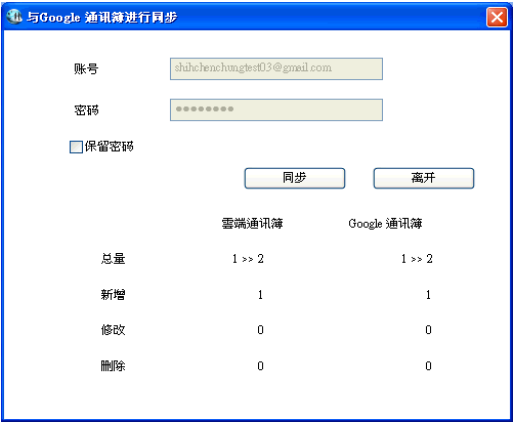 与Google 通讯簿进行同步
账号 shihchenchungtest03@gmail.com
密码 ●●●●●●●●
保留密码
同步 离开
雲端通讯簿 Google 通讯簿
总量 1 >> 2 1 >> 2
新增 1 1
修改 0 0
删除 0 0